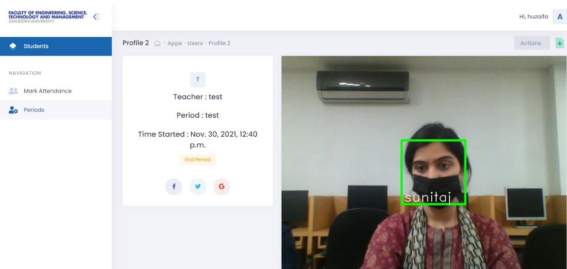 FACULTY OF ENGINEERING, SCIENCE,
TECHNOLOGY AND MANAGEMENT
Hi, huzaifa A
Students
Profile 2 - Apps - Users - Profile 2
Actions +
NAVIGATION
Mark Attendance
Periods
T
Teacher : test
Period : test
Time Started : Nov. 30, 2021, 12:40
p.m.
End Period
f
G
sunitaj